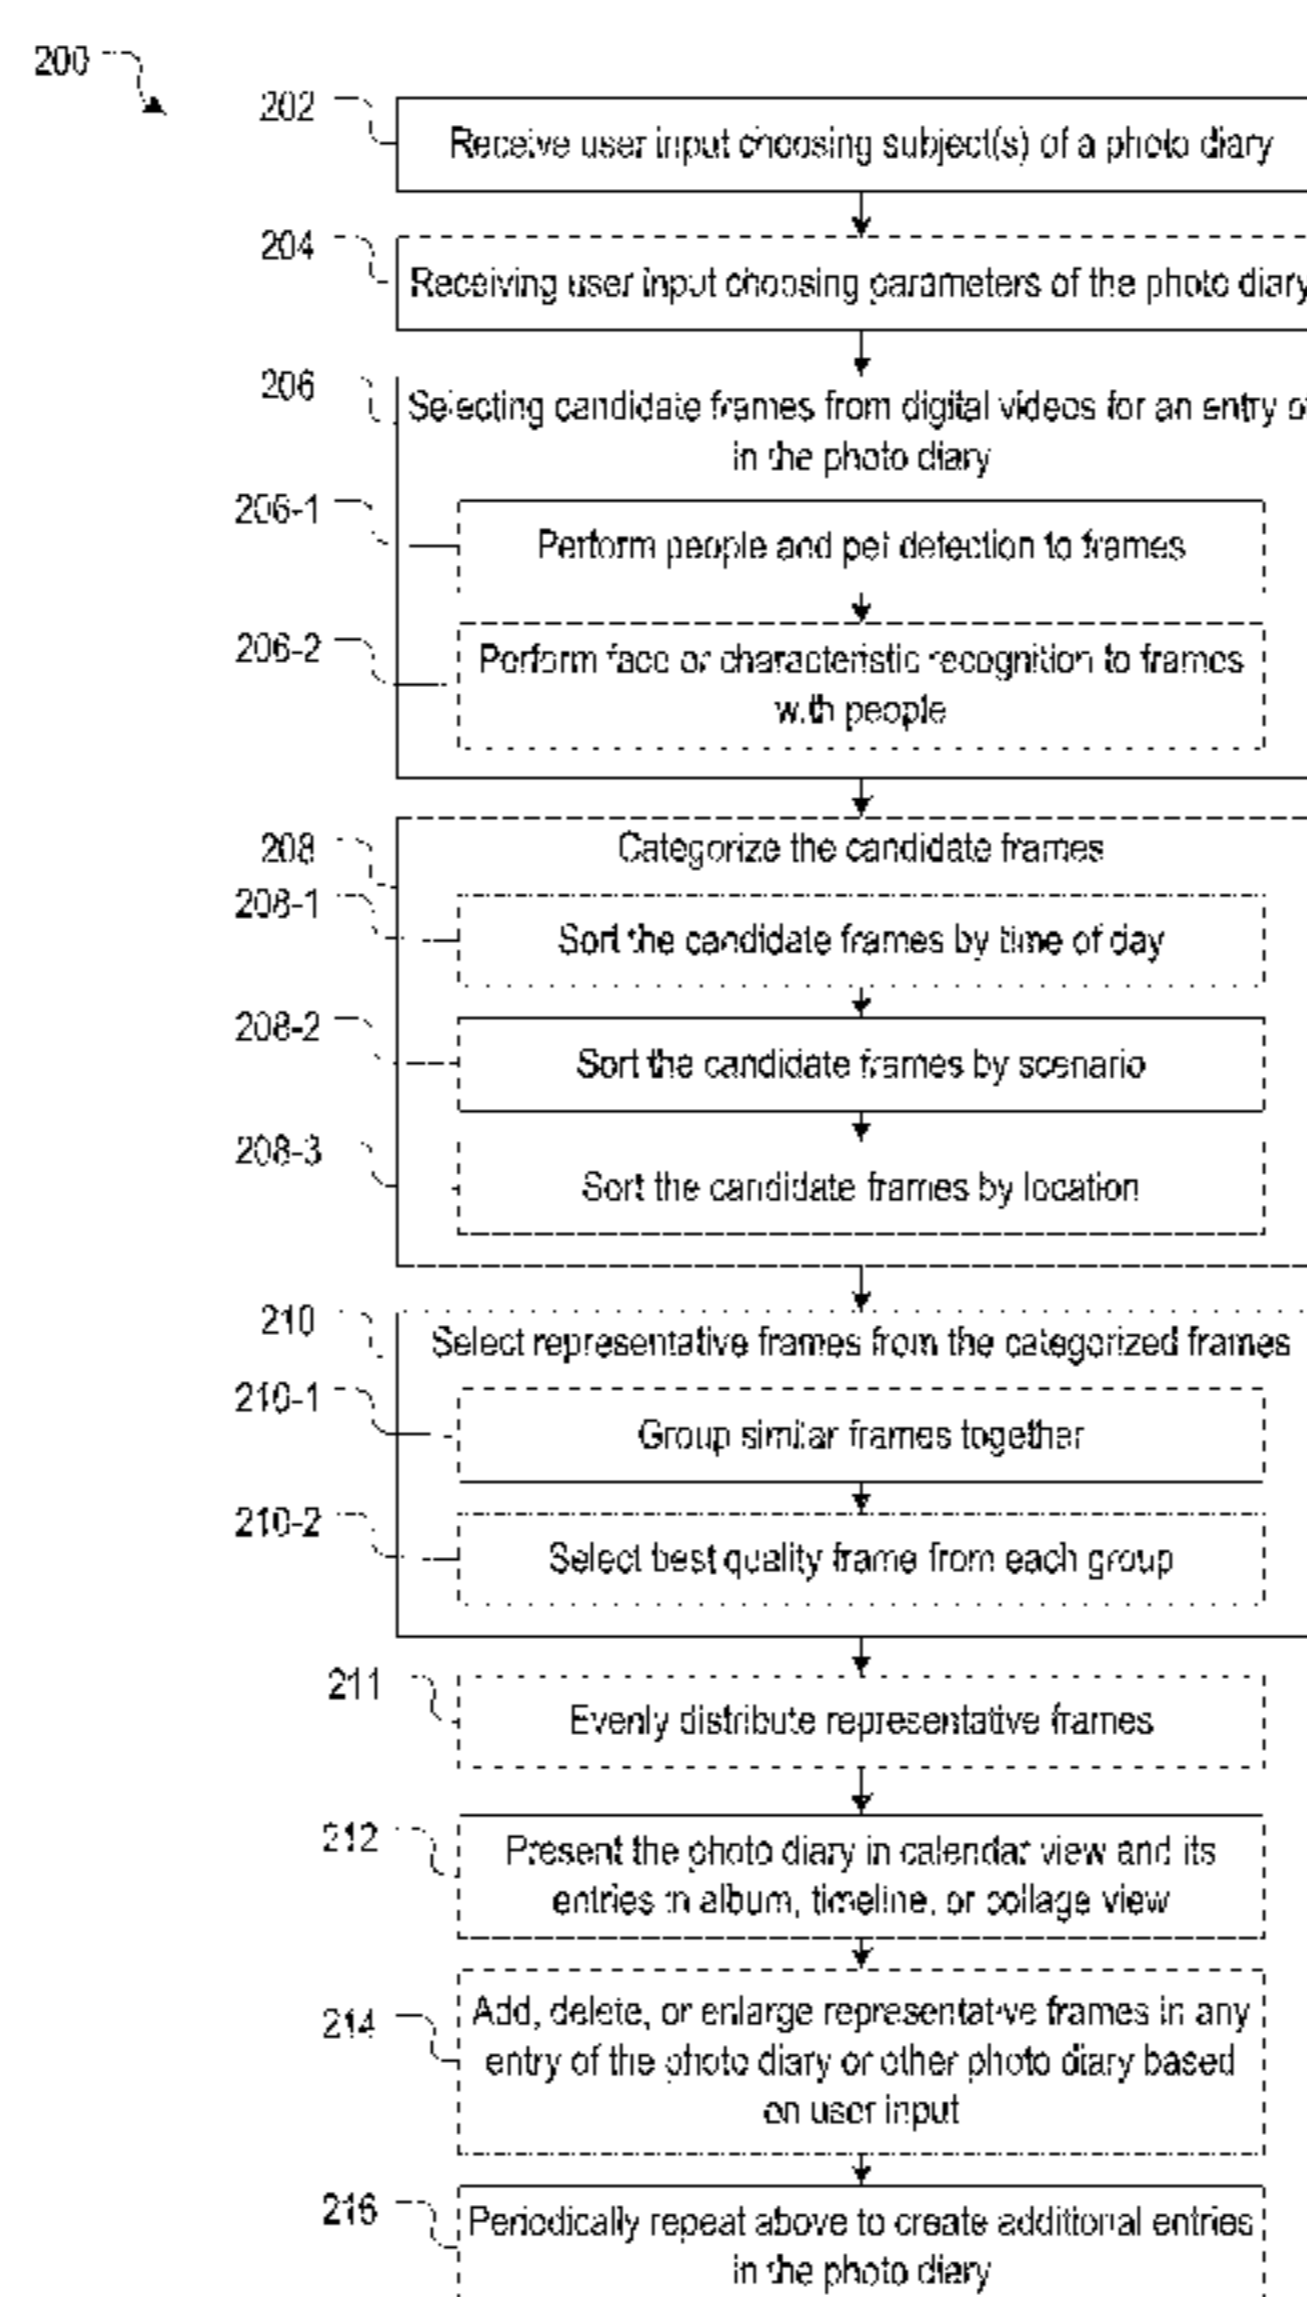 200
202
Receive user input choosing subject(s) of a photo diary
204
Receiving user input choosing parameters of the photo diary
206
Selecting candidate frames from digital videos for an entry o
in the photo diary
206-1
Perform people and pet detection to frames
206-2
Perform face or characteristic recognition to frames
with people
208
Categorize the candidate frames
208-1
Sort the candidate frames by time of day
208-2
Sort the candidate frames by scenario
208-3
Sort the candidate frames by location
210
Select representative frames from the categorized frames
210-1
Group similar frames together
210-2
Select best quality frame from each group
211
Evenly distribute representative frames
212
Present the photo diary in calendar view and its
entries in album, timeline, or collage view
214
Add, delete, or enlarge representative frames in any
entry of the photo diary or other photo diary based
on user input
216
Periodically repeat above to create additional entries
in the photo diary